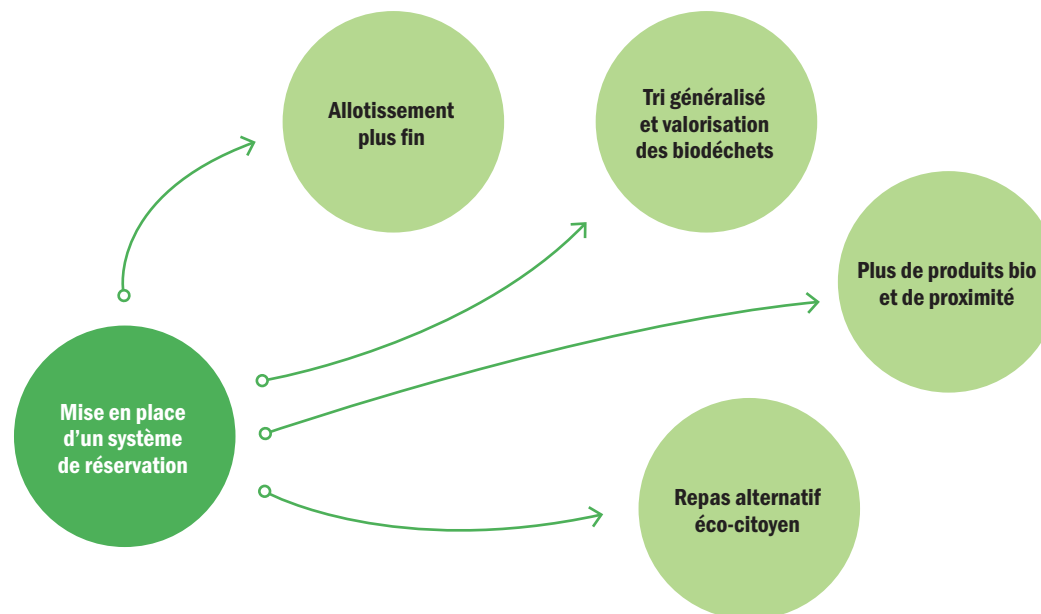 Allotissement
plus fin
Tri généralisé
et valorisation
des biodéchets
Plus de produits bio
et de proximité
Mise en place
d’un système
de réservation
Repas alternatif
éco-citoyen